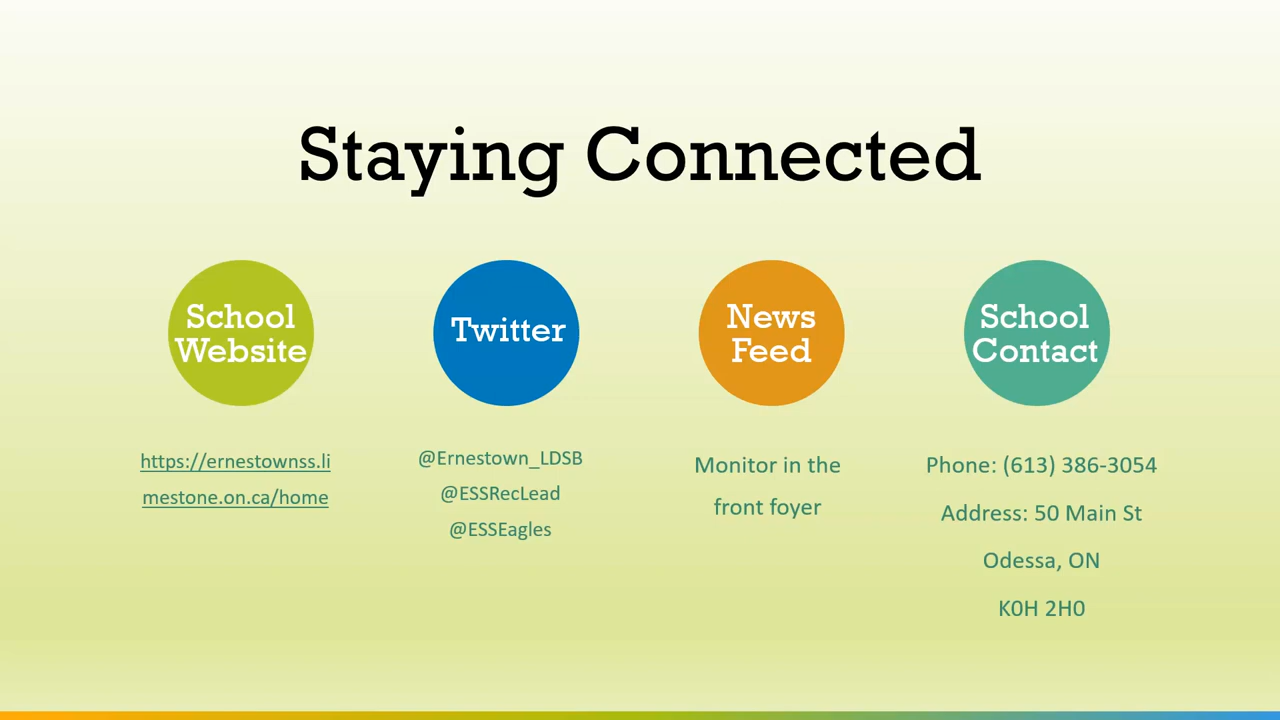 Staying Connected
School
Website
https://ernestownss.li
mestone.on.ca/home
Twitter
@Ernestown_LDSB
@ESSRecLead
@ESSEagles
News
Feed
Monitor in the
front foyer
School
Contact
Phone: (613) 386-3054
Address: 50 Main St
Odessa, ON
K0H 2H0